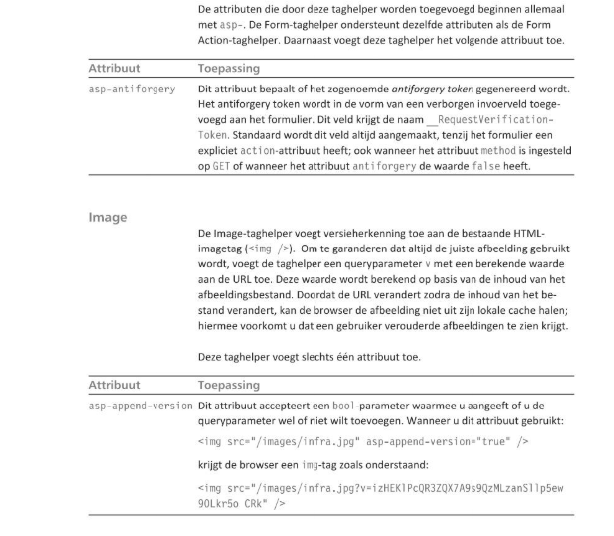 De attributen die door deze taghelper worden toegevoegd beginnen allemaal
met asp-. De Form-taghelper ondersteunt dezelfde attributen als de Form
Action-taghelper. Daarnaast voegt deze taghelper het volgende attribuut toe.
Attribuut Toepassing
asp-antiforgery Dit attribuut bepaalt of het zogenoemde antiforgery token gegenereerd wordt.
Het antiforgery token wordt in de vorm van een verborgen invoerveld toege-
voegd aan het formulier. Dit veld krijgt de naam __RequestVerification-
Token. Standaard wordt dit veld altijd aangemaakt, tenzij het formulier een
expliciet action-attribuut heeft; ook wanneer het attribuut method is ingesteld
op GET of wanneer het attribuut antiforgery de waarde false heeft.
Image
De Image-taghelper voegt versieherkenning toe aan de bestaande HTML-
imagetag (<img />). Om te garanderen dat altijd de juiste afbeelding gebruikt
wordt, voegt de taghelper een queryparameter v met een berekende waarde
aan de URL toe. Deze waarde wordt berekend op basis van de inhoud van het
afbeeldingsbestand. Doordat de URL verandert zodra de inhoud van het be-
stand verandert, kan de browser de afbeelding niet uit zijn lokale cache halen;
hiermee voorkomt u dat een gebruiker verouderde afbeeldingen te zien krijgt.
Deze taghelper voegt slechts één attribuut toe.
Attribuut Toepassing
asp-append-version Dit attribuut accepteert een bool-parameter waarmee u aangeeft of u de
queryparameter wel of niet wilt toevoegen. Wanneer u dit attribuut gebruikt:
<img src="/images/infra.jpg" asp-append-version="true" />
krijgt de browser een img-tag zoals onderstaand:
<img src="/images/infra.jpg?v=izHEKlPcQR3ZQX7A9s9QzMLzanSllp5ew
9OLkr5o CRk" />